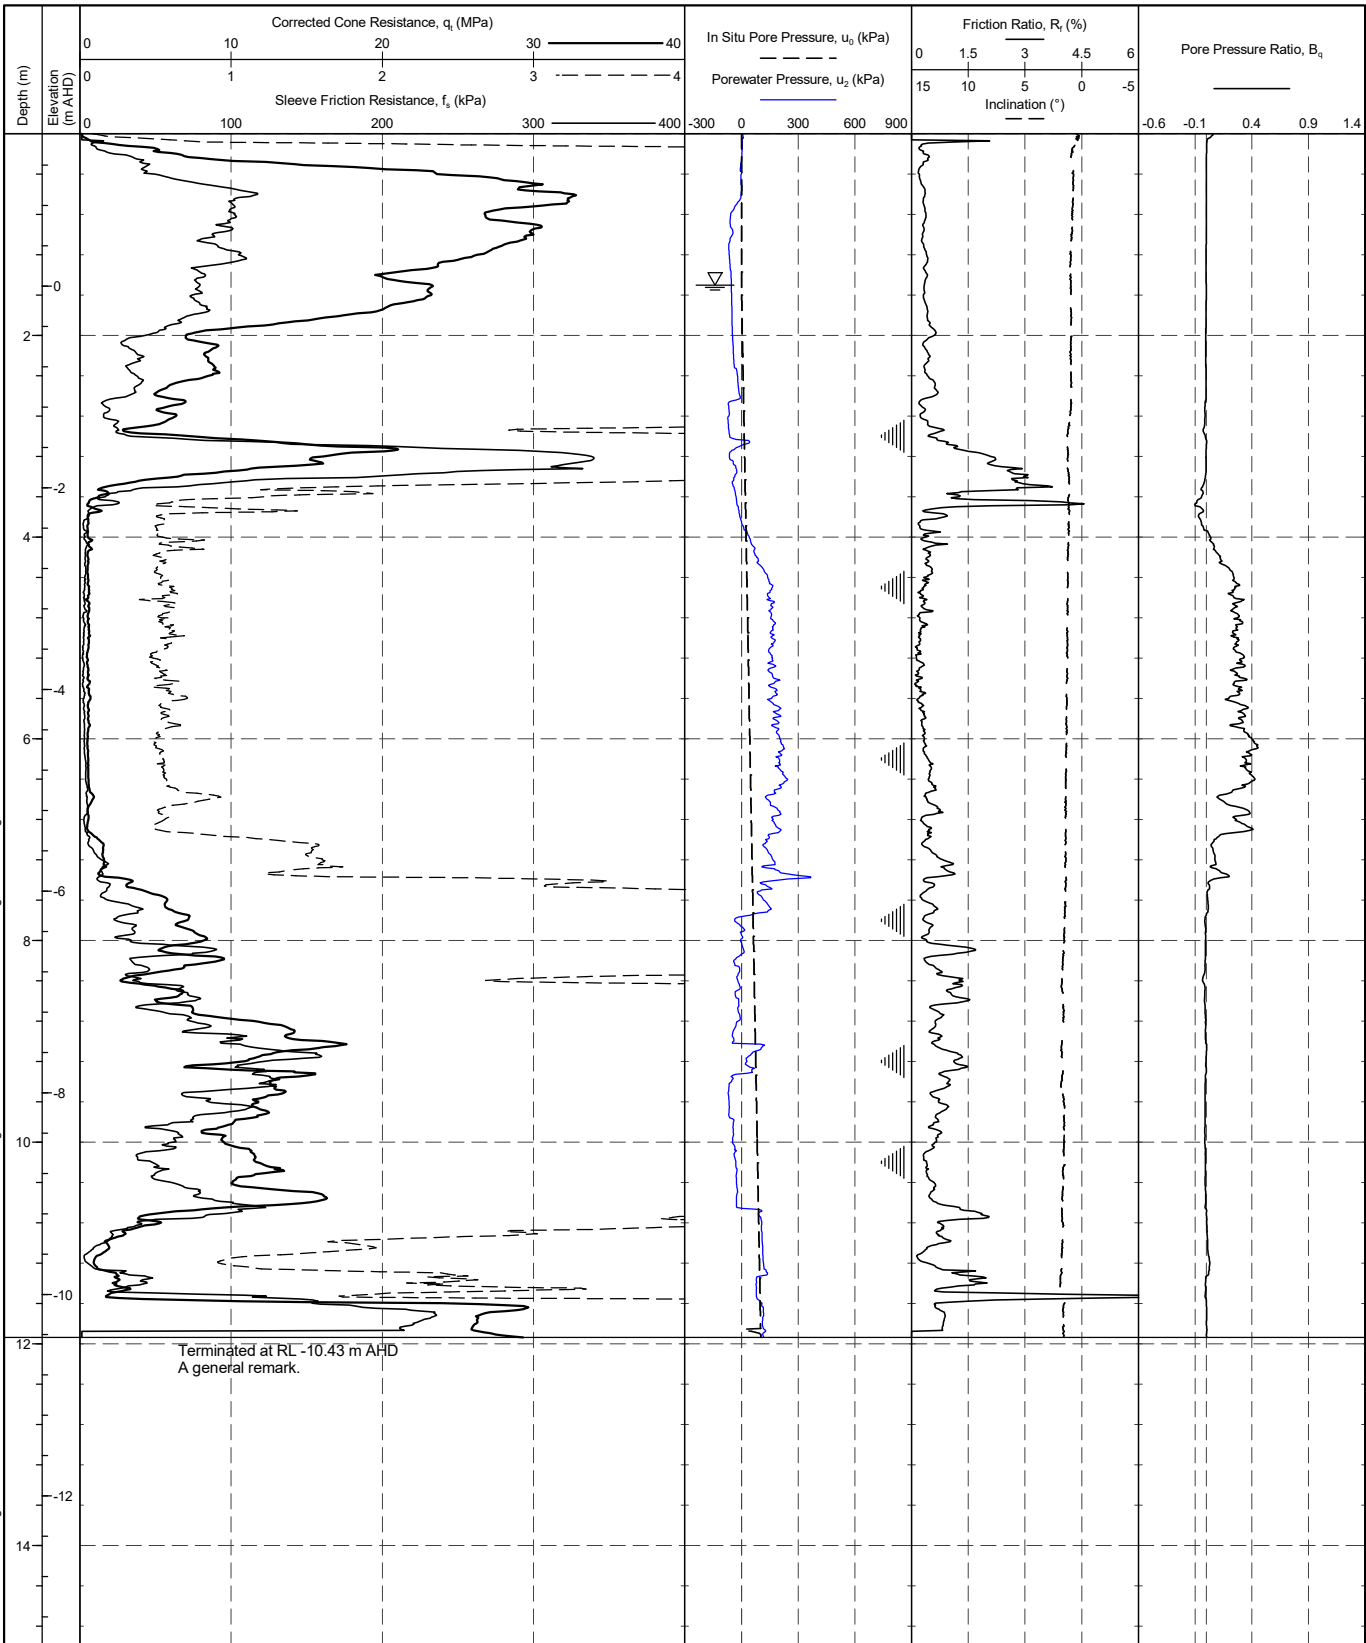 Corrected Cone Resistance, qt (MPa)
0 10 20 30 40
0 1 2 3 4
Sleeve Friction Resistance, fs (kPa)
0 100 200 300 400
Depth (m)
Elevation
(m AHD)
In Situ Pore Pressure, u0 (kPa)
Porewater Pressure, u2 (kPa)
-300 0 300 600 900
Friction Ratio, Rf (%)
0 1.5 3 4.5 6
15 10 5 0 -5
Inclination (°)
Pore Pressure Ratio, Bq
-0.6 -0.1 0.4 0.9 1.4
0
2
-2
4
-4
6
-6
8
-8
10
-10
12
Terminated at RL -10.43 m AHD
A general remark.
-12
14